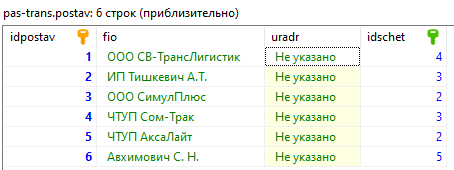 pas-trans.postav: 6 строк (приблизительно)
idpostav fio uradr idschet
1 ООО СВ-ТрансЛигистик Не указано 4
2 ИП Тишкевич А.Т. Не указано 3
3 ООО СимулПлюс Не указано 2
4 ЧТУП Сом-Трак Не указано 3
5 ЧТУП АксаЛайт Не указано 2
6 Авхимович С. Н. Не указано 5